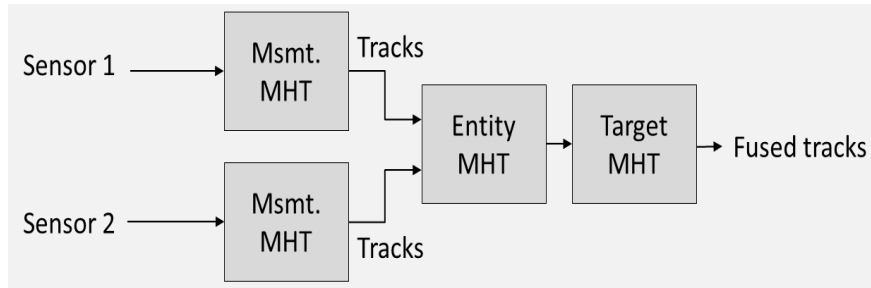 Sensor 1
Msmt.
MHT
Tracks
Sensor 2
Msmt.
MHT
Tracks
Entity
MHT
Target
MHT
Fused tracks